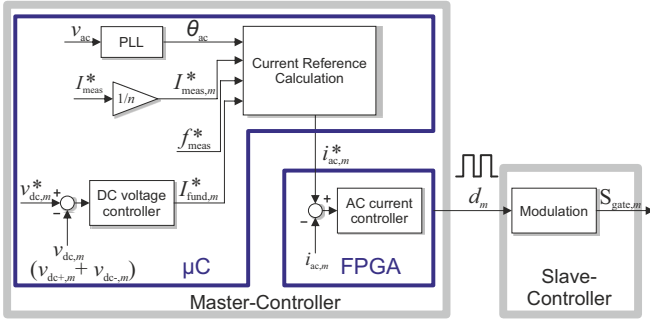 v_ac
PLL
θ_ac
I*_meas
1/n
I*_meas,m
Current Reference
Calculation
f*_meas
i*_ac,m
v*_dc,m
+
−
DC voltage
controller
I*_fund,m
v_dc,m
(v_dc+,m + v_dc-,m)
μC
+
−
AC current
controller
i_ac,m
FPGA
d_m
Modulation
S_gate,m
Master-Controller
Slave-
Controller